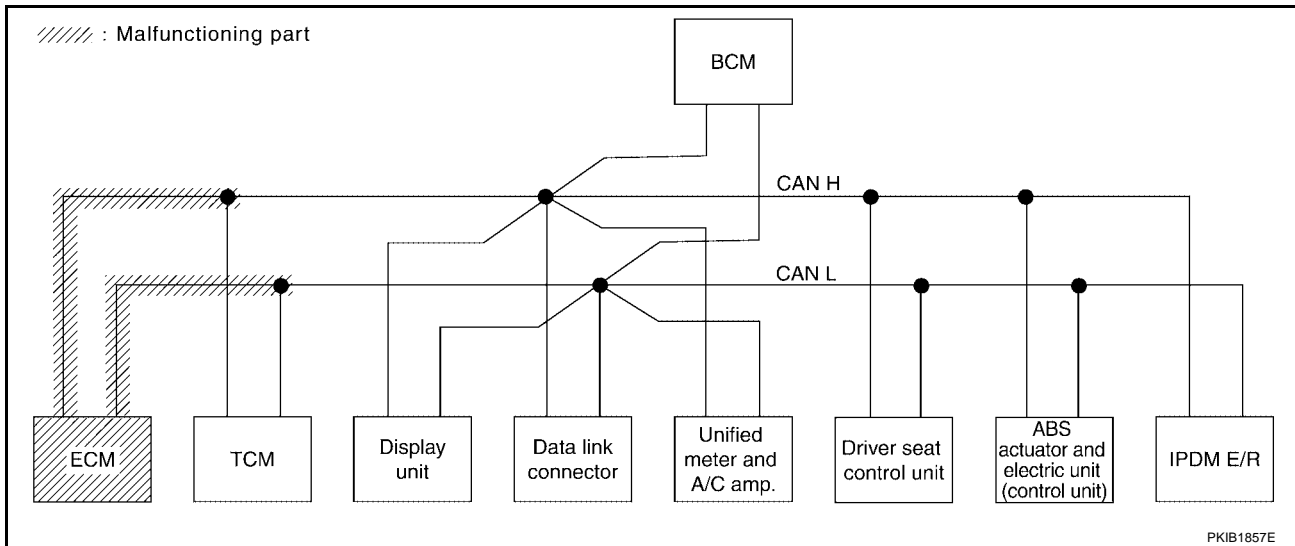 : Malfunctioning part
BCM
CAN H
CAN L
ECM
TCM
Display
unit
Data link
connector
Unified
meter and
A/C amp.
Driver seat
control unit
ABS
actuator and
electric unit
(control unit)
IPDM E/R
PKIB1857E